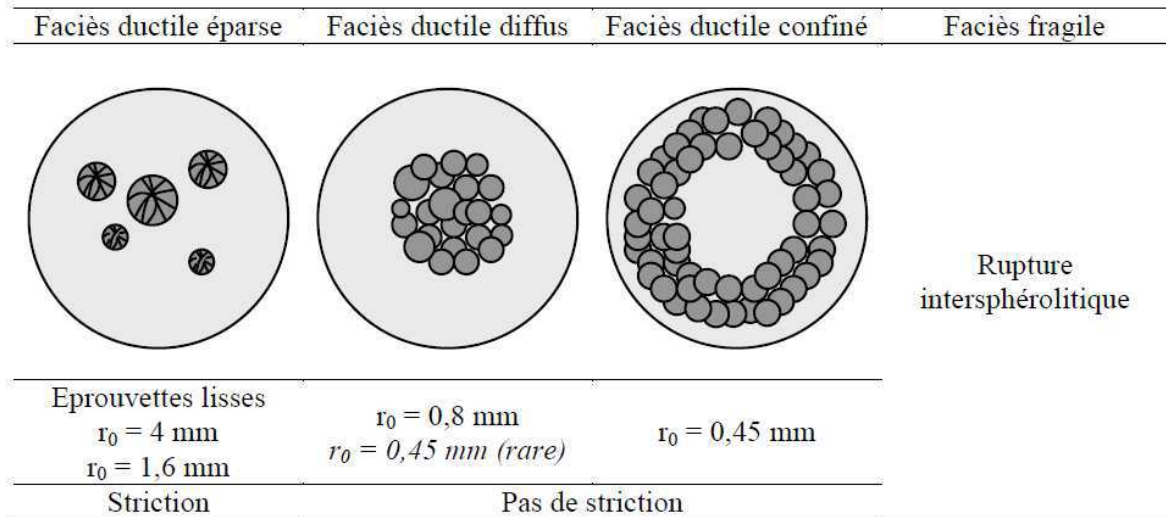 Faciès ductile éparse Faciès ductile diffus Faciès ductile confiné Faciès fragile
Rupture
intersphérolitique
Eprouvettes lisses
r0 = 4 mm
r0 = 1,6 mm
r0 = 0,8 mm
r0 = 0,45 mm (rare)
r0 = 0,45 mm
Striction Pas de striction